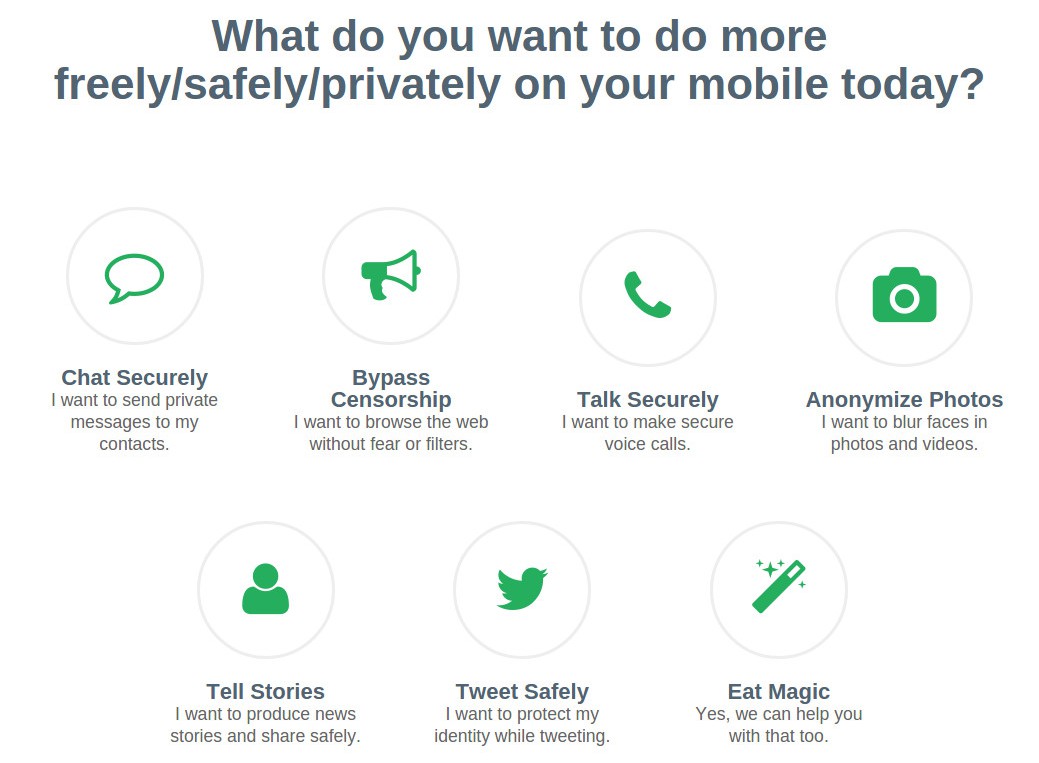 What do you want to do more
freely/safely/privately on your mobile today?
Chat Securely
I want to send private
messages to my
contacts.
Bypass
Censorship
I want to browse the web
without fear or filters.
Talk Securely
I want to make secure
voice calls.
Anonymize Photos
I want to blur faces in
photos and videos.
Tell Stories
I want to produce news
stories and share safely.
Tweet Safely
I want to protect my
identity while tweeting.
Eat Magic
Yes, we can help you
with that too.